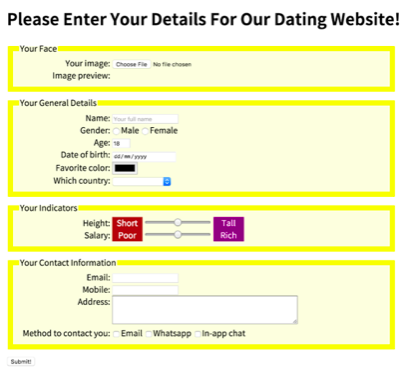 Please Enter Your Details For Our Dating Website!
Your Face
Your image: Choose File No file chosen
Image preview:
Your General Details
Name: Your full name
Gender: Male Female
Age: 18
Date of birth: dd/mm/yyyy
Favorite color:
Which country:
Your Indicators
Height: Short Tall
Salary: Poor Rich
Your Contact Information
Email:
Mobile:
Address:
Method to contact you: Email Whatsapp In-app chat
Submit!